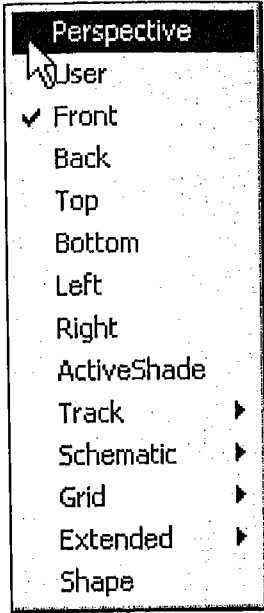 Perspective
User
Front
Back
Top
Bottom
Left
Right
ActiveShade
Track
Schematic
Grid
Extended
Shape